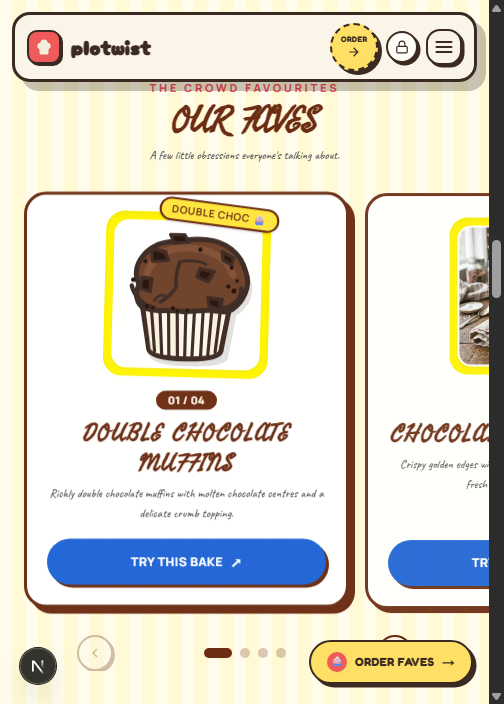 plotwist
ORDER
→
THE CROWD FAVOURITES
OUR FAVES
A few little obsessions everyone's talking about.
DOUBLE CHOC 🧁
01 / 04
DOUBLE CHOCOLATE
MUFFINS
Richly double chocolate muffins with molten chocolate centres and a
delicate crumb topping.
TRY THIS BAKE ↗
CHOCOLA
Crispy golden edges wi
fresh
TR
N
ORDER FAVES →